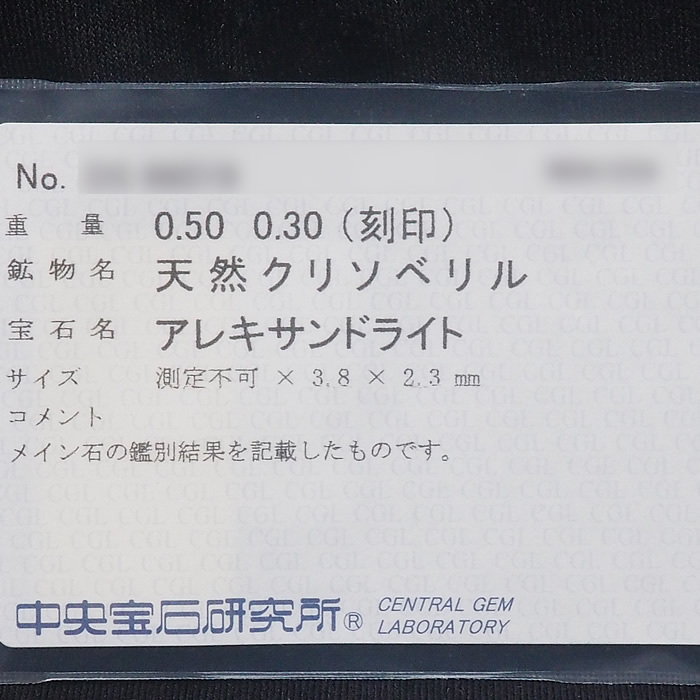 No.
重量 0.50 0.30 (刻印)
鉱物名 天然クリソベリル
宝石名 アレキサンドライト
サイズ 測定不可 × 3.8 × 2.3 mm
コメント
メイン石の鑑別結果を記載したものです。
中央宝石研究所® CENTRAL GEM
LABORATORY